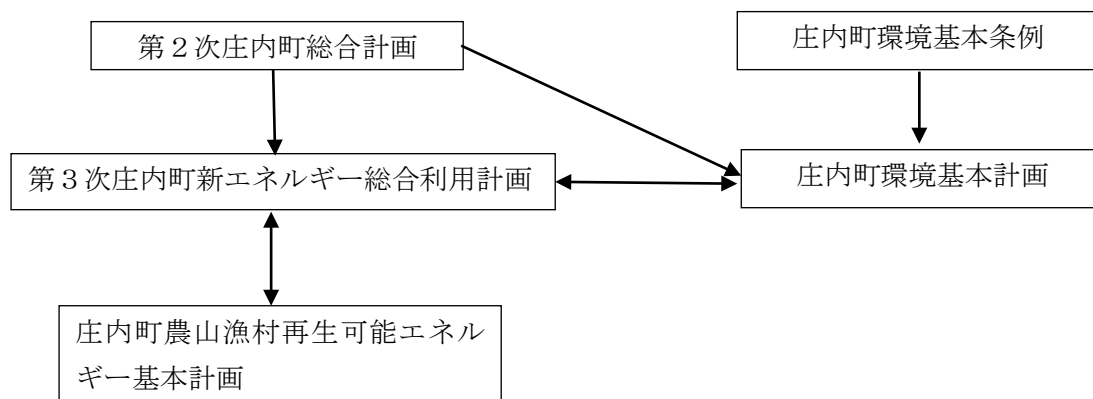 第２次庄内町総合計画
庄内町環境基本条例
第３次庄内町新エネルギー総合利用計画
庄内町環境基本計画
庄内町農山漁村再生可能エネル
ギー基本計画